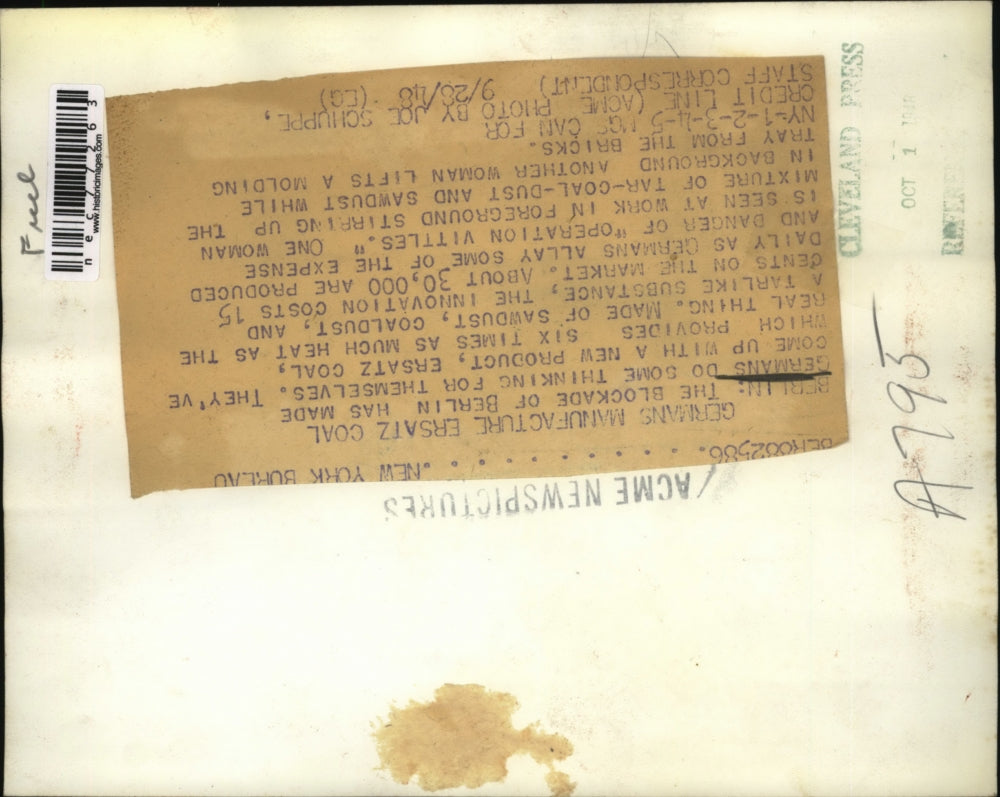 BER662586. . . . . . . . . . .NEW YORK BUREAU
GERMANS MANUFACTURE ERSATZ COAL
BERLIN: THE BLOCKADE OF BERLIN HAS MADE
GERMANS DO SOME THINKING FOR THEMSELVES. THEY'VE
COME UP WITH A NEW PRODUCT, ERSATZ COAL,
WHICH PROVIDES SIX TIMES AS MUCH HEAT AS THE
REAL THING. MADE OF SAWDUST, COALDUST, AND,
A TARLIKE SUBSTANCE, THE INNOVATION COSTS 15
CENTS ON THE MARKET. ABOUT 30,000 ARE PRODUCED
DAILY AS GERMANS ALLAY SOME OF THE EXPENSE
AND DANGER OF "OPERATION VITTLES." ONE WOMAN
IS SEEN AT WORK IN FOREGROUND STIRRING UP THE
MIXTURE OF TAR-COAL-DUST AND SAWDUST WHILE
IN BACKGROUND ANOTHER WOMAN LIFTS A MOLDING
TRAY FROM THE BRICKS.
NY-1-2-3-4-5 MGS CAN FOR
CREDIT LINE (ACME PHOTO BY JOE SCHUPPE,
STAFF CORRESPONDENT) 9/28/48 (EG)
ACME NEWSPICTURES
CLEVELAND PRESS
OCT 1
A795
Fuel
www.historicimages.com
new77263